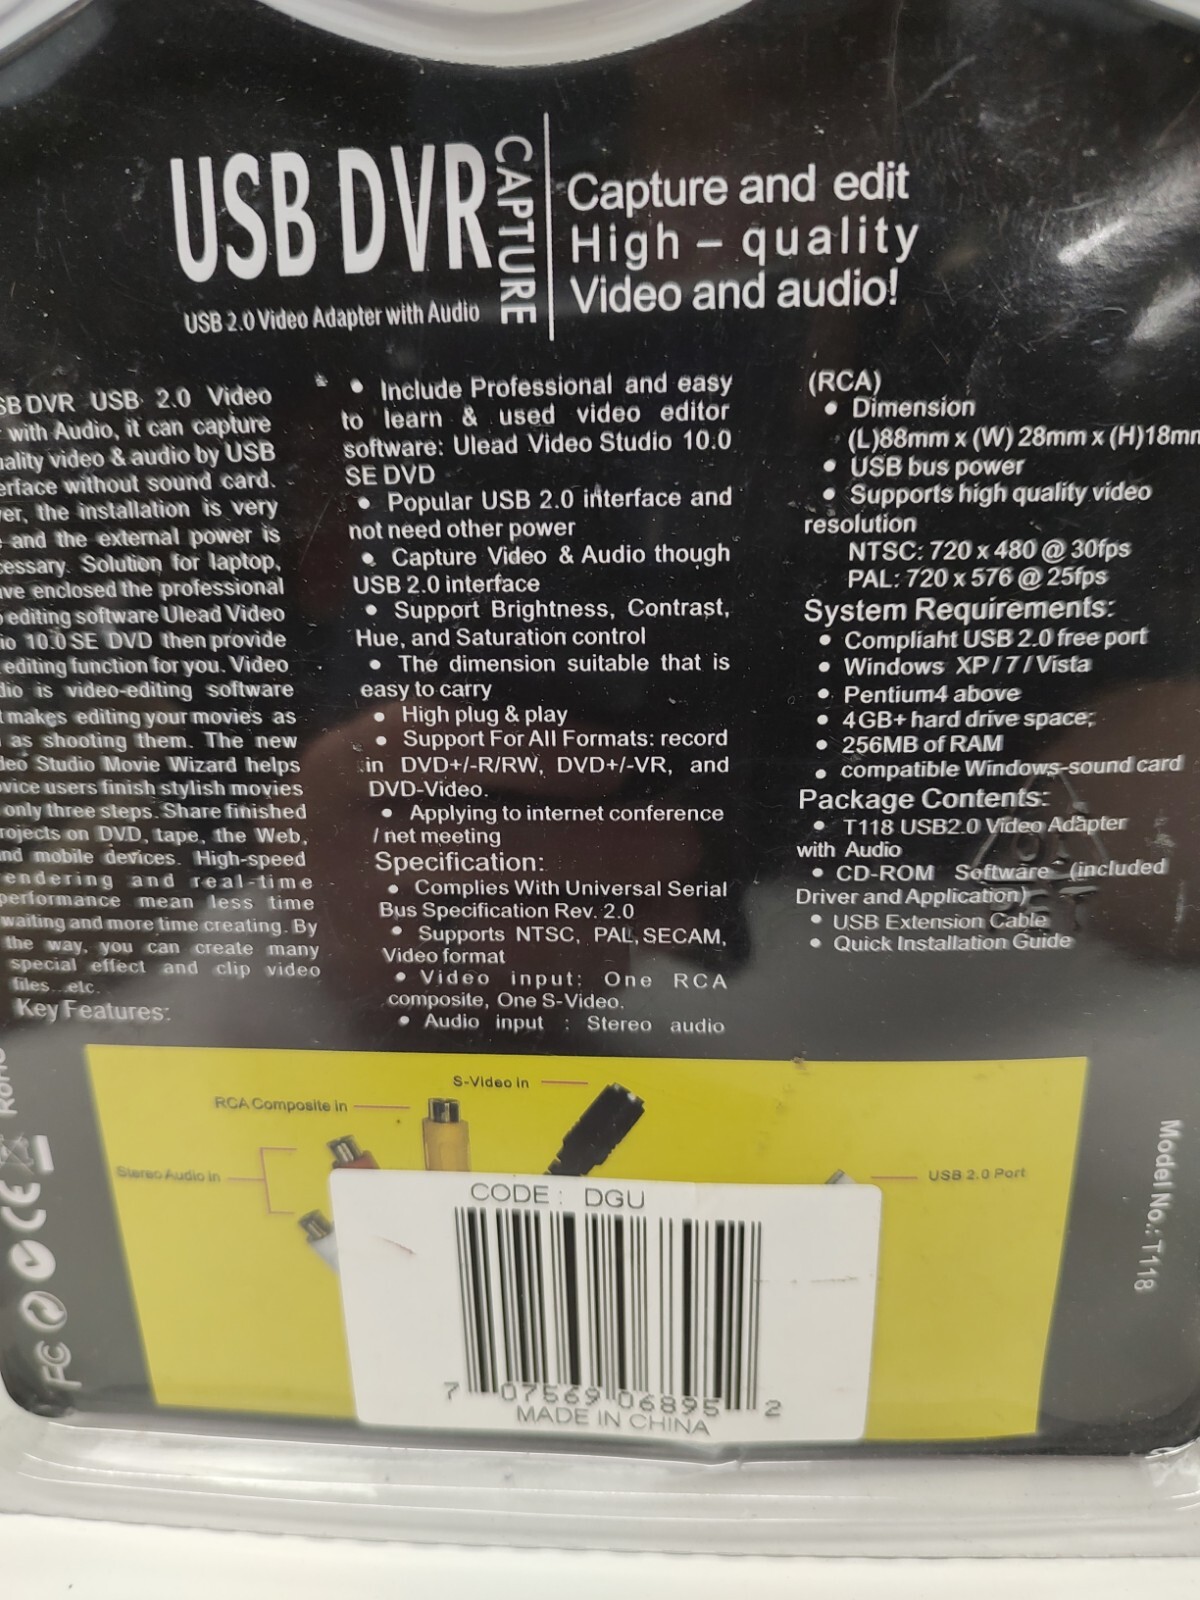 USB DVR
CAPTURE
USB 2.0 Video Adapter with Audio
Capture and edit
High – quality
Video and audio!
DVR USB 2.0 Video
with Audio, it can capture
video & audio by USB
without sound card.
the installation is very
and the external power is
Solution for laptop,
enclosed the professional
editing software Ulead Video
10.0 SE DVD then provide
editing function for you. Video
is video-editing software
makes editing your movies as
as shooting them. The new
Studio Movie Wizard helps
users finish stylish movies
only three steps. Share finished
on DVD, tape, the Web,
mobile devices. High-speed
and real-time
mean less time
waiting and more time creating. By
the way, you can create many
special effect and clip video
files...etc.
Key Features:
• Include Professional and easy
to learn & used video editor
software: Ulead Video Studio 10.0
SE DVD
• Popular USB 2.0 interface and
not need other power
• Capture Video & Audio though
USB 2.0 interface
• Support Brightness, Contrast,
Hue, and Saturation control
• The dimension suitable that is
easy to carry
• High plug & play
• Support For All Formats: record
in DVD+/-R/RW, DVD+/-VR, and
DVD-Video.
• Applying to internet conference
/ net meeting
Specification:
• Complies With Universal Serial
Bus Specification Rev. 2.0
• Supports NTSC, PAL, SECAM,
Video format
• Video input: One RCA
composite, One S-Video.
• Audio input : Stereo audio
(RCA)
• Dimension
(L)88mm x (W) 28mm x (H)18mm
• USB bus power
• Supports high quality video
resolution
NTSC: 720 x 480 @ 30fps
PAL: 720 x 576 @ 25fps
System Requirements:
• Compliaht USB 2.0 free port
• Windows XP / 7 / Vista
• Pentium4 above
• 4GB+ hard drive space;
• 256MB of RAM
• compatible Windows-sound card
Package Contents:
• T118 USB2.0 Video Adapter
with Audio
• CD-ROM Software (included
Driver and Application)
• USB Extension Cable
• Quick Installation Guide
S-Video in
RCA Composite in
Stereo Audio in
USB 2.0 Port
Model No.: T118
RoHS
CE
FC
CODE : DGU
7 07569 06895 2
MADE IN CHINA